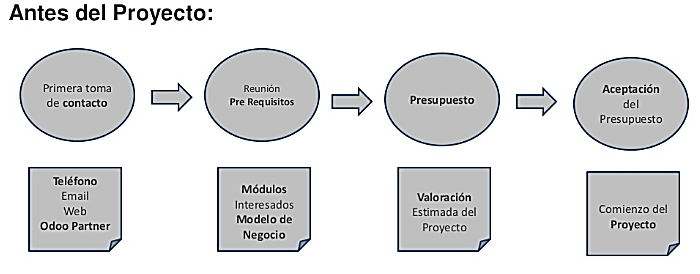 Antes del Proyecto:
Primera toma
de contacto
Reunión
Pre Requisitos
Presupuesto
Aceptación
del
Presupuesto
Teléfono
Email
Web
Odoo Partner
Módulos
Interesados
Modelo de
Negocio
Valoración
Estimada del
Proyecto
Comienzo del
Proyecto